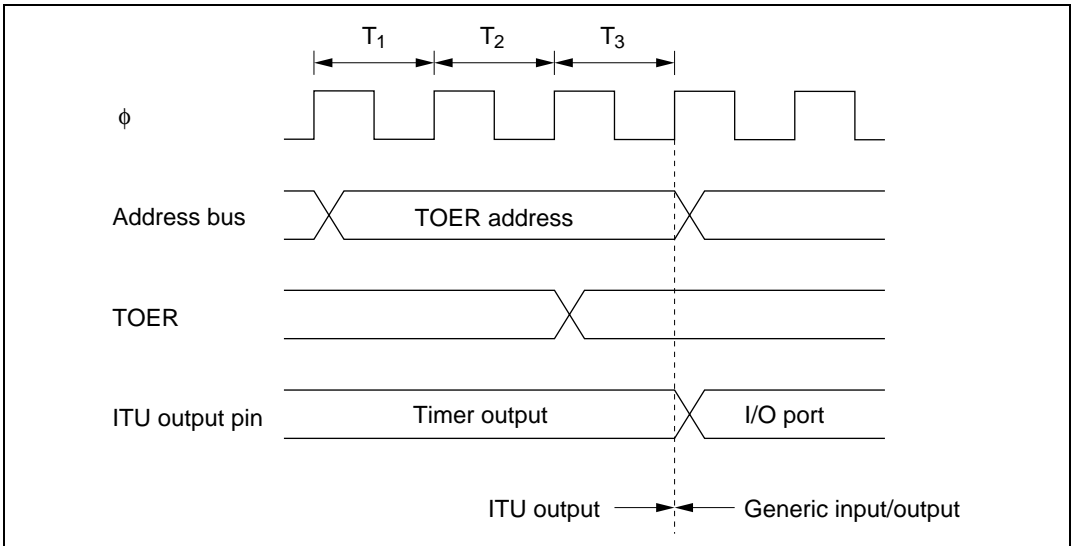 T1 T2 T3
ϕ
Address bus TOER address
TOER
ITU output pin Timer output I/O port
ITU output Generic input/output